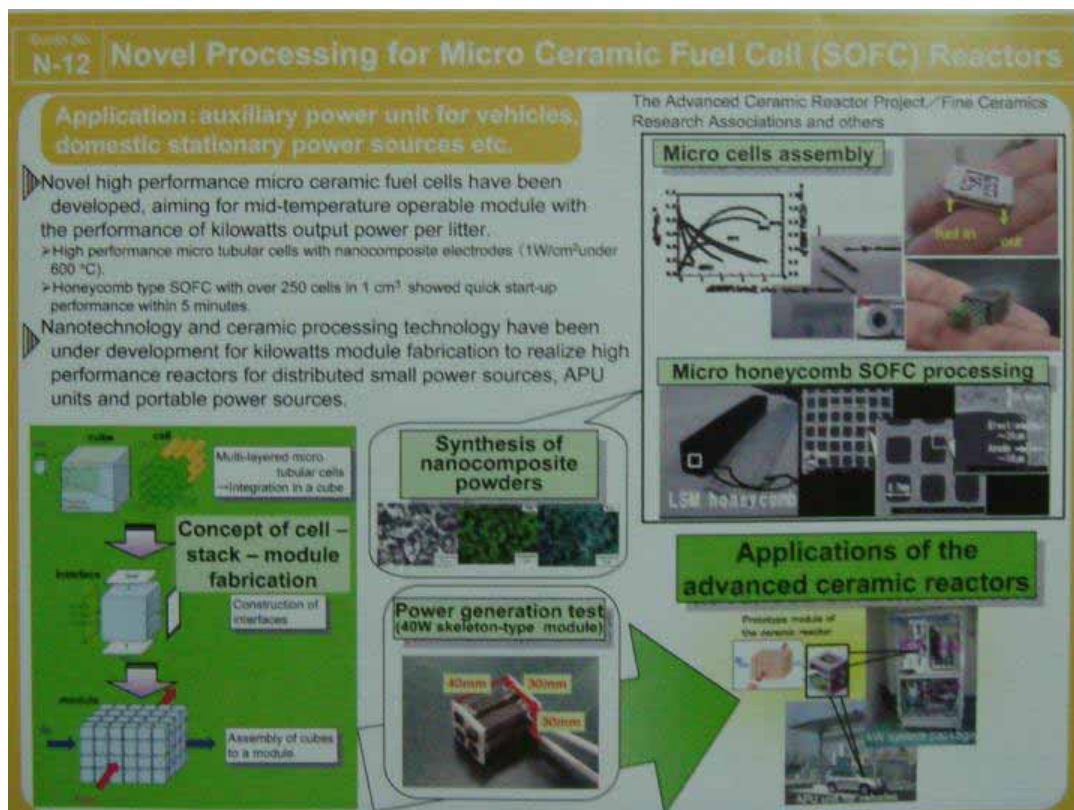 N-12
Novel Processing for Micro Ceramic Fuel Cell (SOFC) Reactors
Application:auxiliary power unit for vehicles,
domestic stationary power sources etc.
The Advanced Ceramic Reactor Project／Fine Ceramics
Research Associations and others
Novel high performance micro ceramic fuel cells have been
developed, aiming for mid-temperature operable module with
the performance of kilowatts output power per litter.
➢High performance micro tubular cells with nanocomposite electrodes (1W/cm²under
600 °C).
➢Honeycomb type SOFC with over 250 cells in 1 cm³ showed quick start-up
performance within 5 minutes.
Nanotechnology and ceramic processing technology have been
under development for kilowatts module fabrication to realize high
performance reactors for distributed small power sources, APU
units and portable power sources.
Micro cells assembly
fuel in
out
Micro honeycomb SOFC processing
LSM honeycomb
cube
cell
Multi-layered micro
tubular cells
→Integration in a cube
Concept of cell –
stack – module
fabrication
interface
Construction of
interfaces
module
Assembly of cubes
to a module
Synthesis of
nanocomposite
powders
Power generation test
(40W skeleton-type module)
40mm
30mm
30mm
Applications of the
advanced ceramic reactors
Prototype module of
the ceramic reactor
kW system package
APU unit for